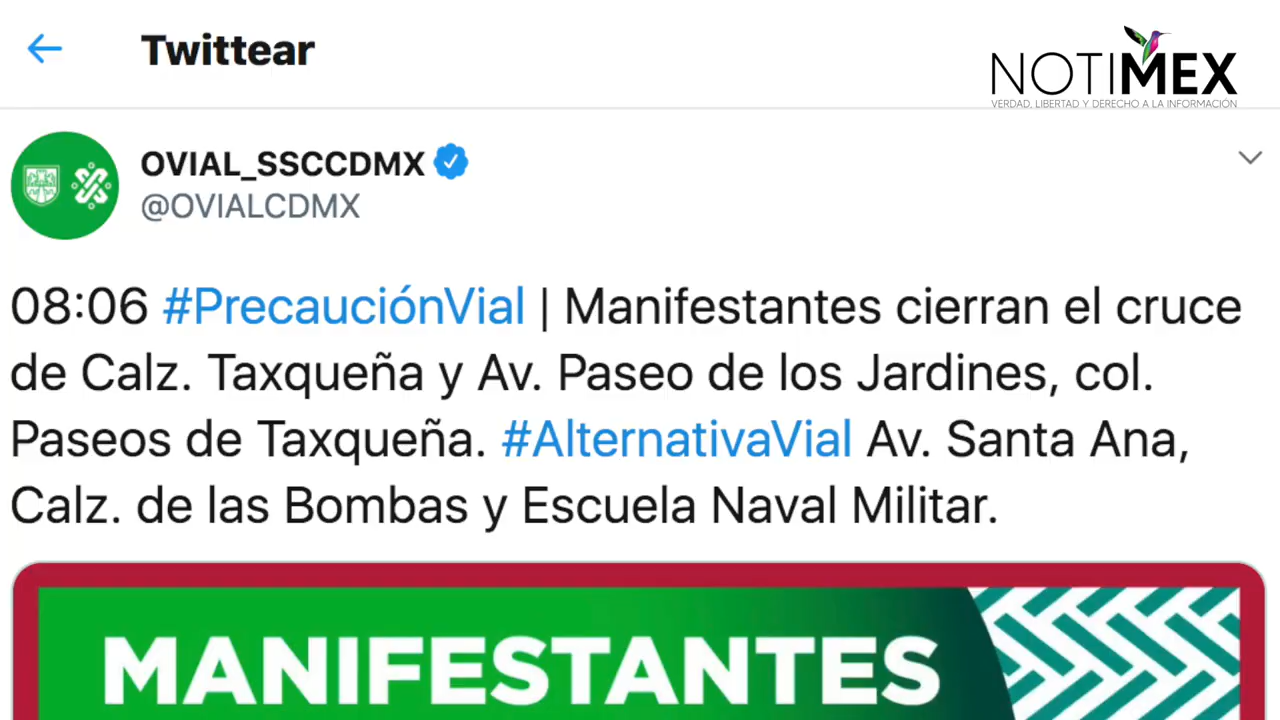 Twittear
NOTIMEX
VERDAD, LIBERTAD Y DERECHO A LA INFORMACIÓN
OVIAL_SSCCDMX
@OVIALCDMX
08:06 #PrecauciónVial | Manifestantes cierran el cruce
de Calz. Taxqueña y Av. Paseo de los Jardines, col.
Paseos de Taxqueña. #AlternativaVial Av. Santa Ana,
Calz. de las Bombas y Escuela Naval Militar.
MANIFESTANTES